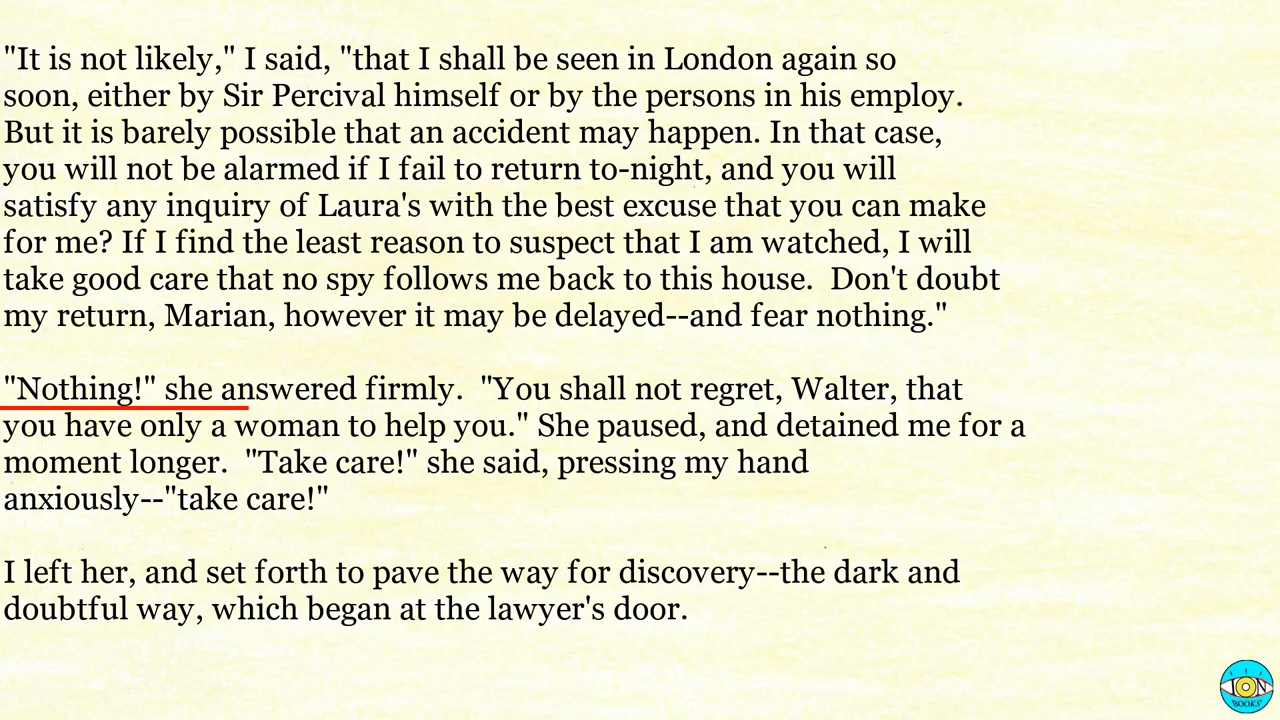 "It is not likely," I said, "that I shall be seen in London again so
soon, either by Sir Percival himself or by the persons in his employ.
But it is barely possible that an accident may happen. In that case,
you will not be alarmed if I fail to return to-night, and you will
satisfy any inquiry of Laura's with the best excuse that you can make
for me? If I find the least reason to suspect that I am watched, I will
take good care that no spy follows me back to this house.  Don't doubt
my return, Marian, however it may be delayed--and fear nothing."
"Nothing!" she answered firmly.  "You shall not regret, Walter, that
you have only a woman to help you." She paused, and detained me for a
moment longer.  "Take care!" she said, pressing my hand
anxiously--"take care!"
I left her, and set forth to pave the way for discovery--the dark and
doubtful way, which began at the lawyer's door.
ION
BOOKS